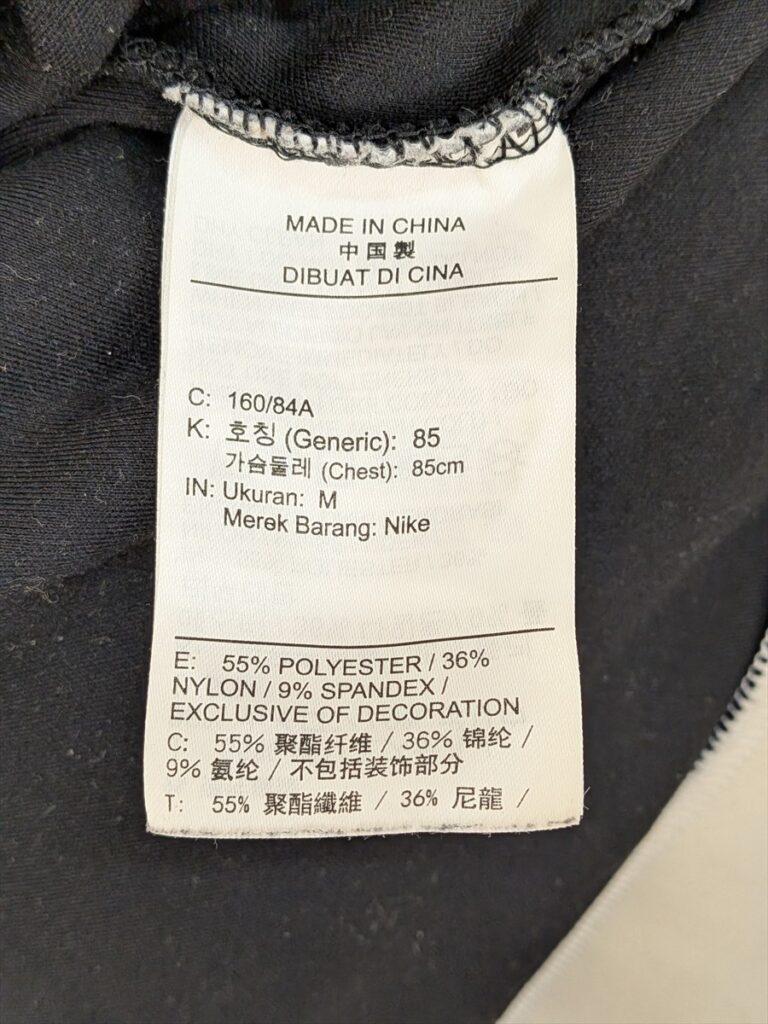 MADE IN CHINA
中国製
DIBUAT DI CINA
C: 160/84A
K: 호칭 (Generic): 85
가슴둘레 (Chest): 85cm
IN: Ukuran: M
Merek Barang: Nike
E: 55% POLYESTER / 36%
NYLON / 9% SPANDEX /
EXCLUSIVE OF DECORATION
C: 55% 聚酯纤维 / 36% 锦纶 /
9% 氨纶 / 不包括装饰部分
T: 55% 聚酯纖維 / 36% 尼龍 /